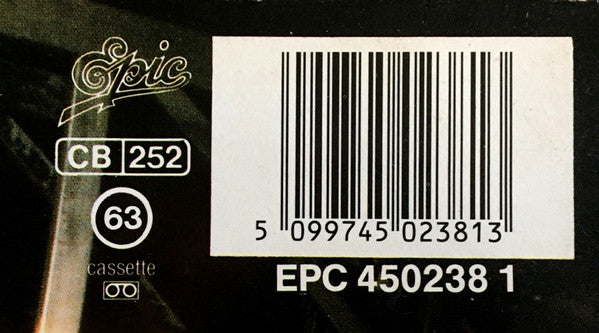 Epic
CB 252
63
cassette
5 099745 023813
EPC 450238 1